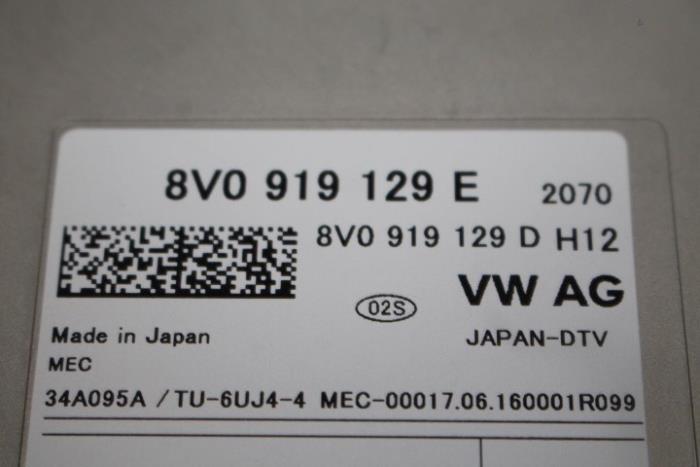 8V0 919 129 E 2070
8V0 919 129 D H12
VW AG
02S
Made in Japan JAPAN-DTV
MEC
34A095A / TU-6UJ4-4 MEC-00017.06.160001R099